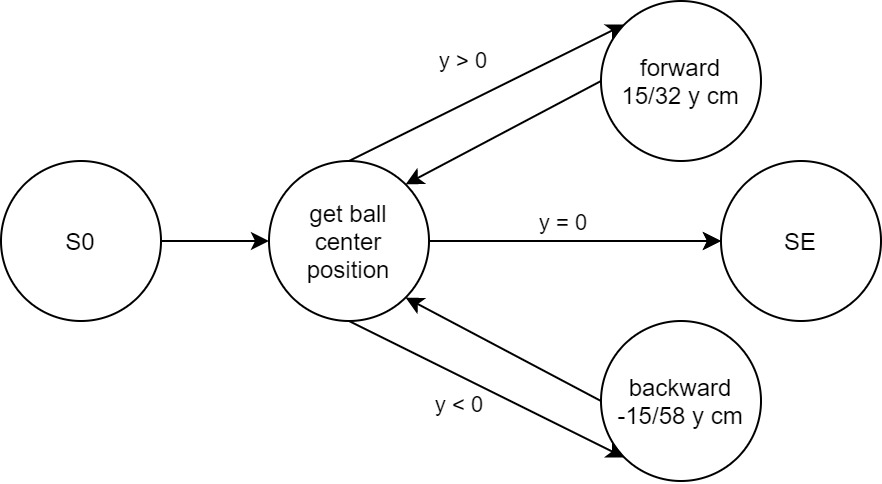 y > 0
forward
15/32 y cm
S0
get ball
center
position
y = 0
SE
y < 0
backward
-15/58 y cm